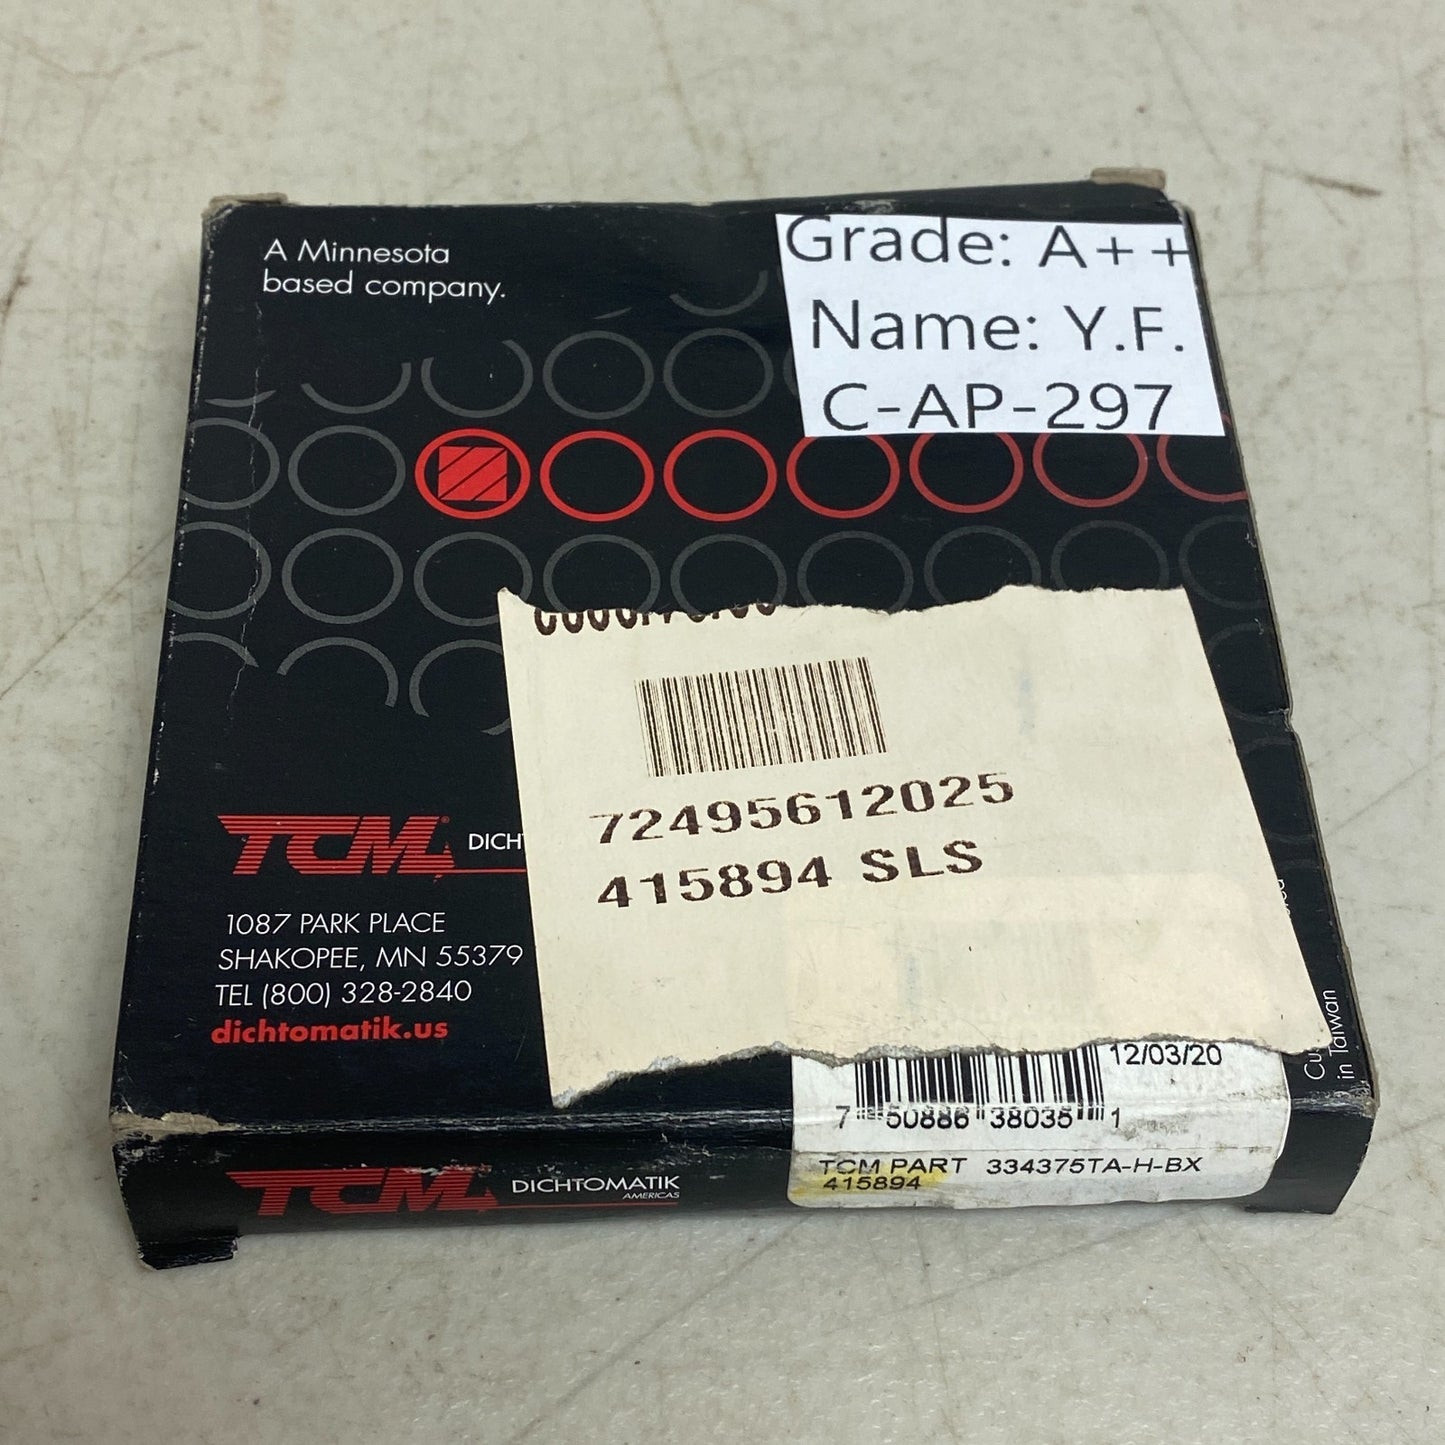 A Minnesota
based company.
Grade: A++
Name: Y.F.
C-AP-297
72495612025
415894 SLS
TCM® DICHT
1087 PARK PLACE
SHAKOPEE, MN 55379
TEL (800) 328-2840
dichtomatik.us
in Taiwan
12/03/20
7 50886 38035 1
TCM PART 334375TA-H-BX
415894
TCM DICHTOMATIK
AMERICAS